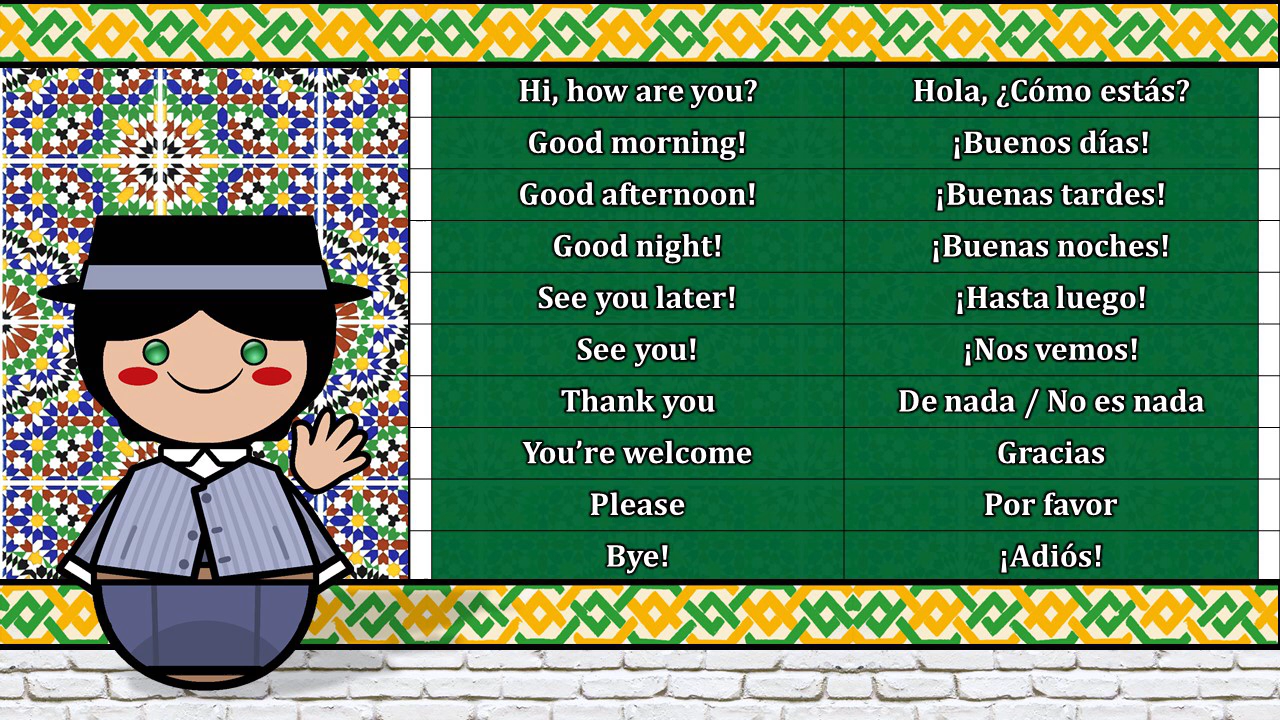 Hi, how are you? Hola, ¿Cómo estás?
Good morning! ¡Buenos días!
Good afternoon! ¡Buenas tardes!
Good night! ¡Buenas noches!
See you later! ¡Hasta luego!
See you! ¡Nos vemos!
Thank you De nada / No es nada
You’re welcome Gracias
Please Por favor
Bye! ¡Adiós!